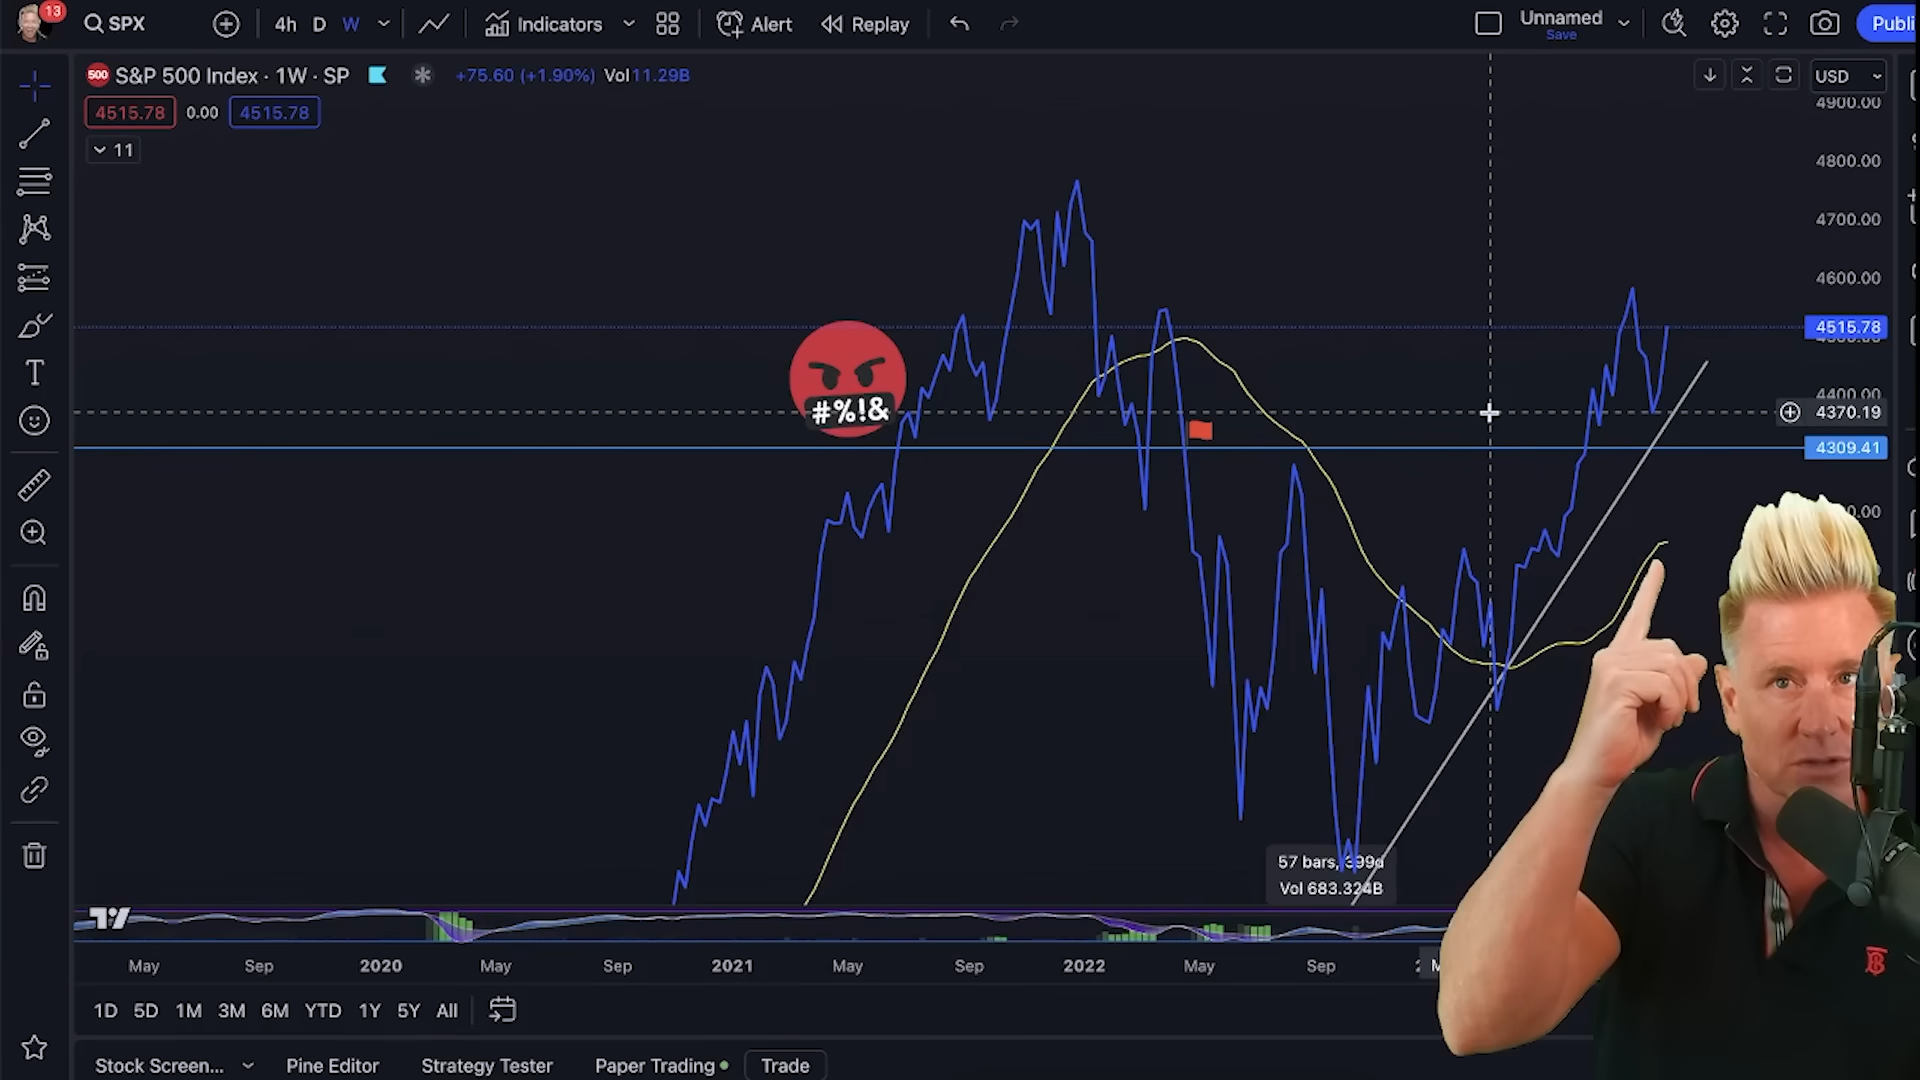 13
SPX
4h D W
Indicators
Alert
Replay
Unnamed
Save
Publi
500 S&P 500 Index · 1W · SP
+75.60 (+1.90%) Vol 11.29B
4515.78 0.00 4515.78
11
USD
4900.00
4800.00
4700.00
4600.00
4515.78
4400.00
4370.19
4309.41
#%!&
57 bars, 399d
Vol 683.324B
May Sep 2020 May Sep 2021 May Sep 2022 May Sep
1D 5D 1M 3M 6M YTD 1Y 5Y All
Stock Screen... Pine Editor Strategy Tester Paper Trading Trade